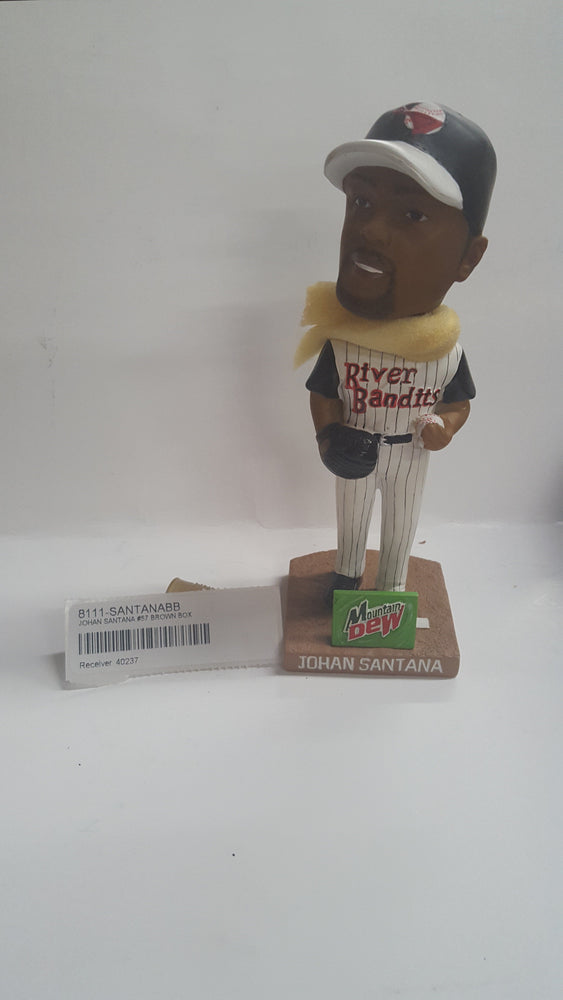 River
Bandits
Mountain
Dew
JOHAN SANTANA
8111-SANTANABB
JOHAN SANTANA #57 BROWN BOX
Receiver 40237